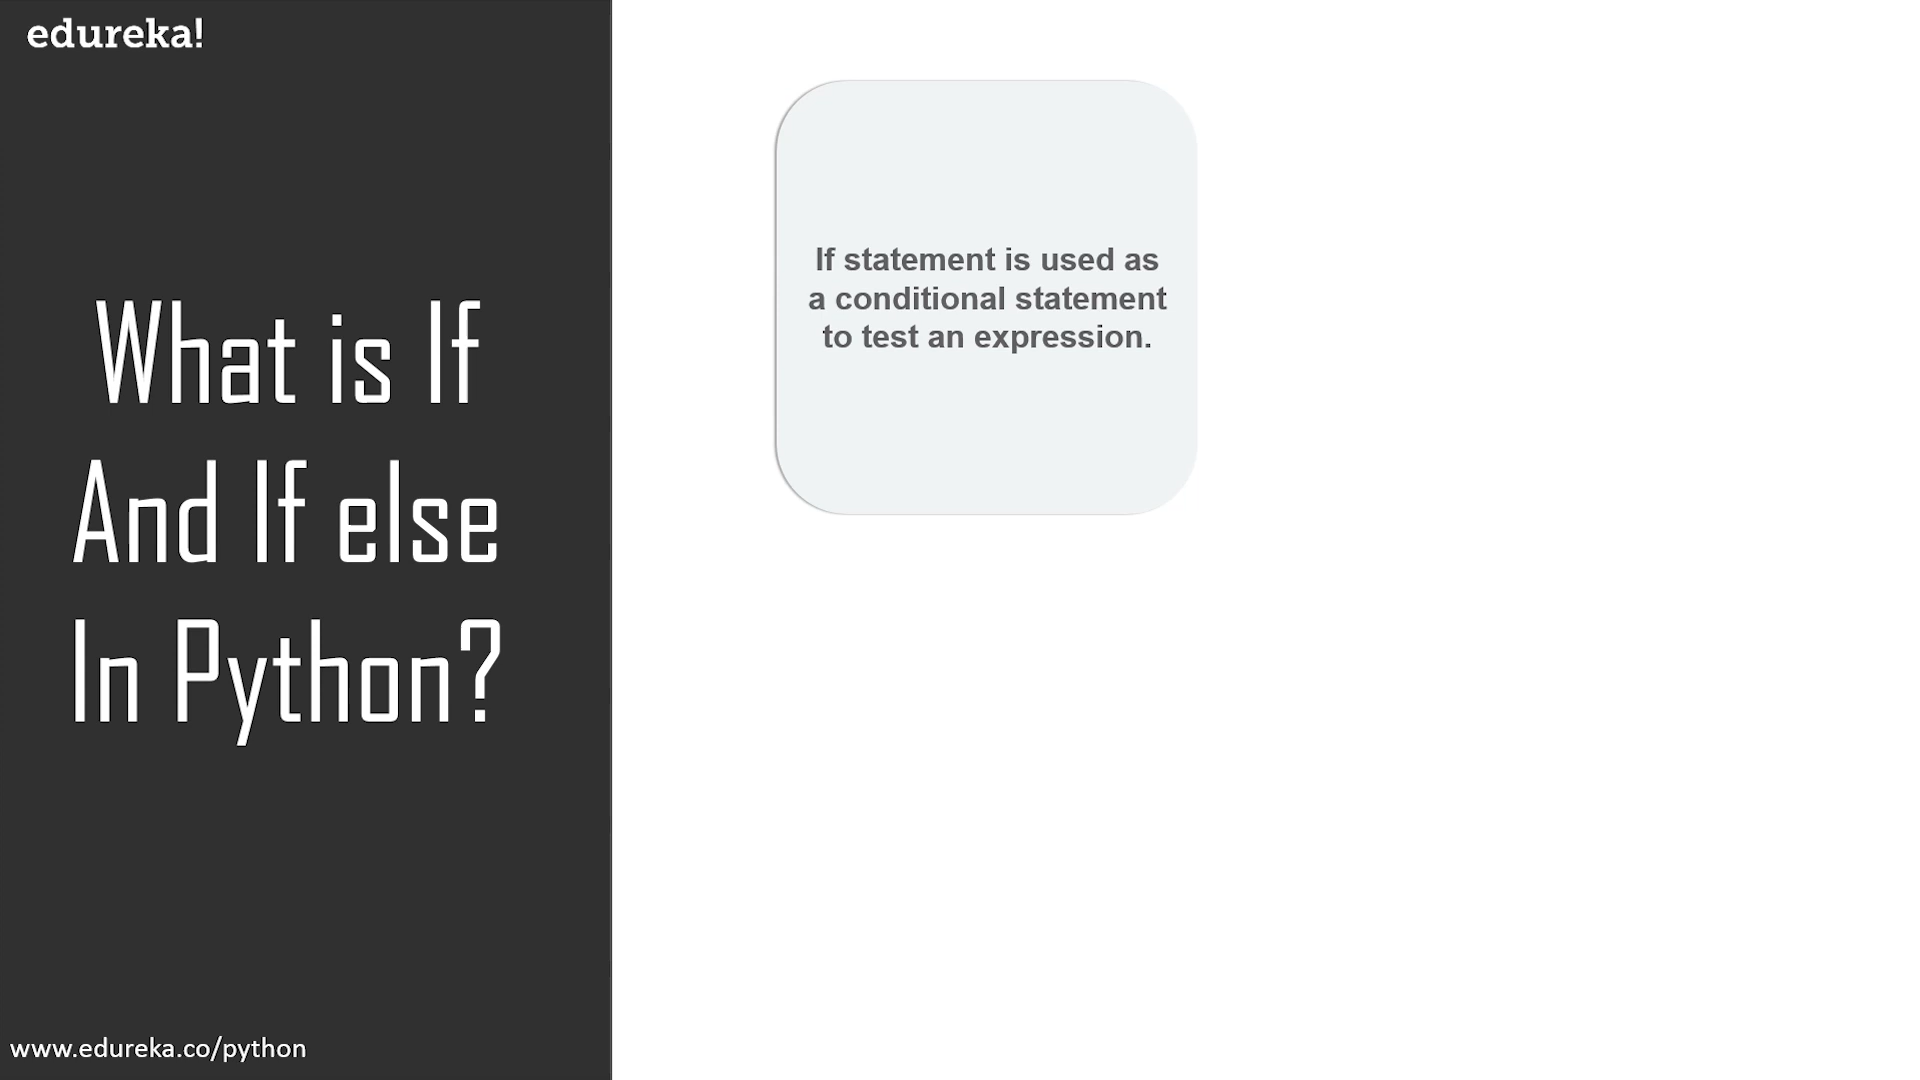 edureka!
What is If
And If else
In Python?
www.edureka.co/python
If statement is used as
a conditional statement
to test an expression.